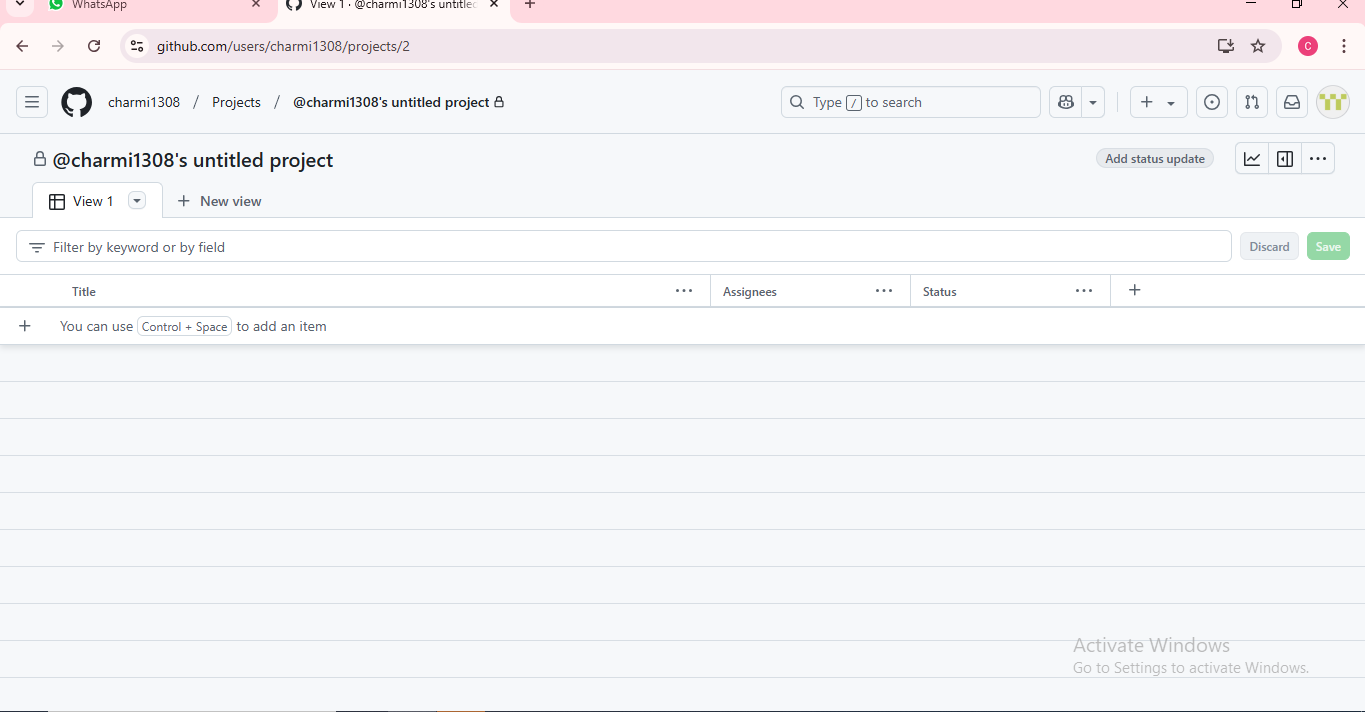 WhatsApp
View 1 · @charmi1308's untitled
github.com/users/charmi1308/projects/2
C
charmi1308 / Projects / @charmi1308's untitled project
Type / to search
@charmi1308's untitled project
Add status update
View 1
New view
Filter by keyword or by field
Discard
Save
Title
Assignees
Status
You can use Control + Space to add an item
Activate Windows
Go to Settings to activate Windows.